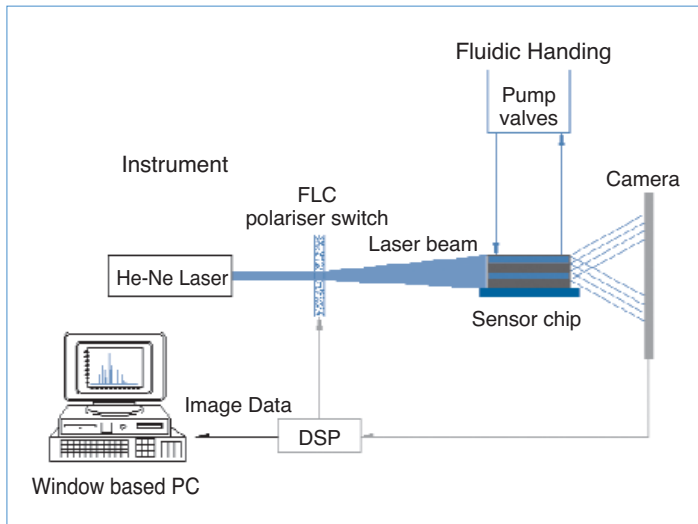 Fluidic Handing
Pump
valves
Instrument
Camera
FLC
polariser switch
Laser beam
He-Ne Laser
Sensor chip
Image Data
DSP
Window based PC